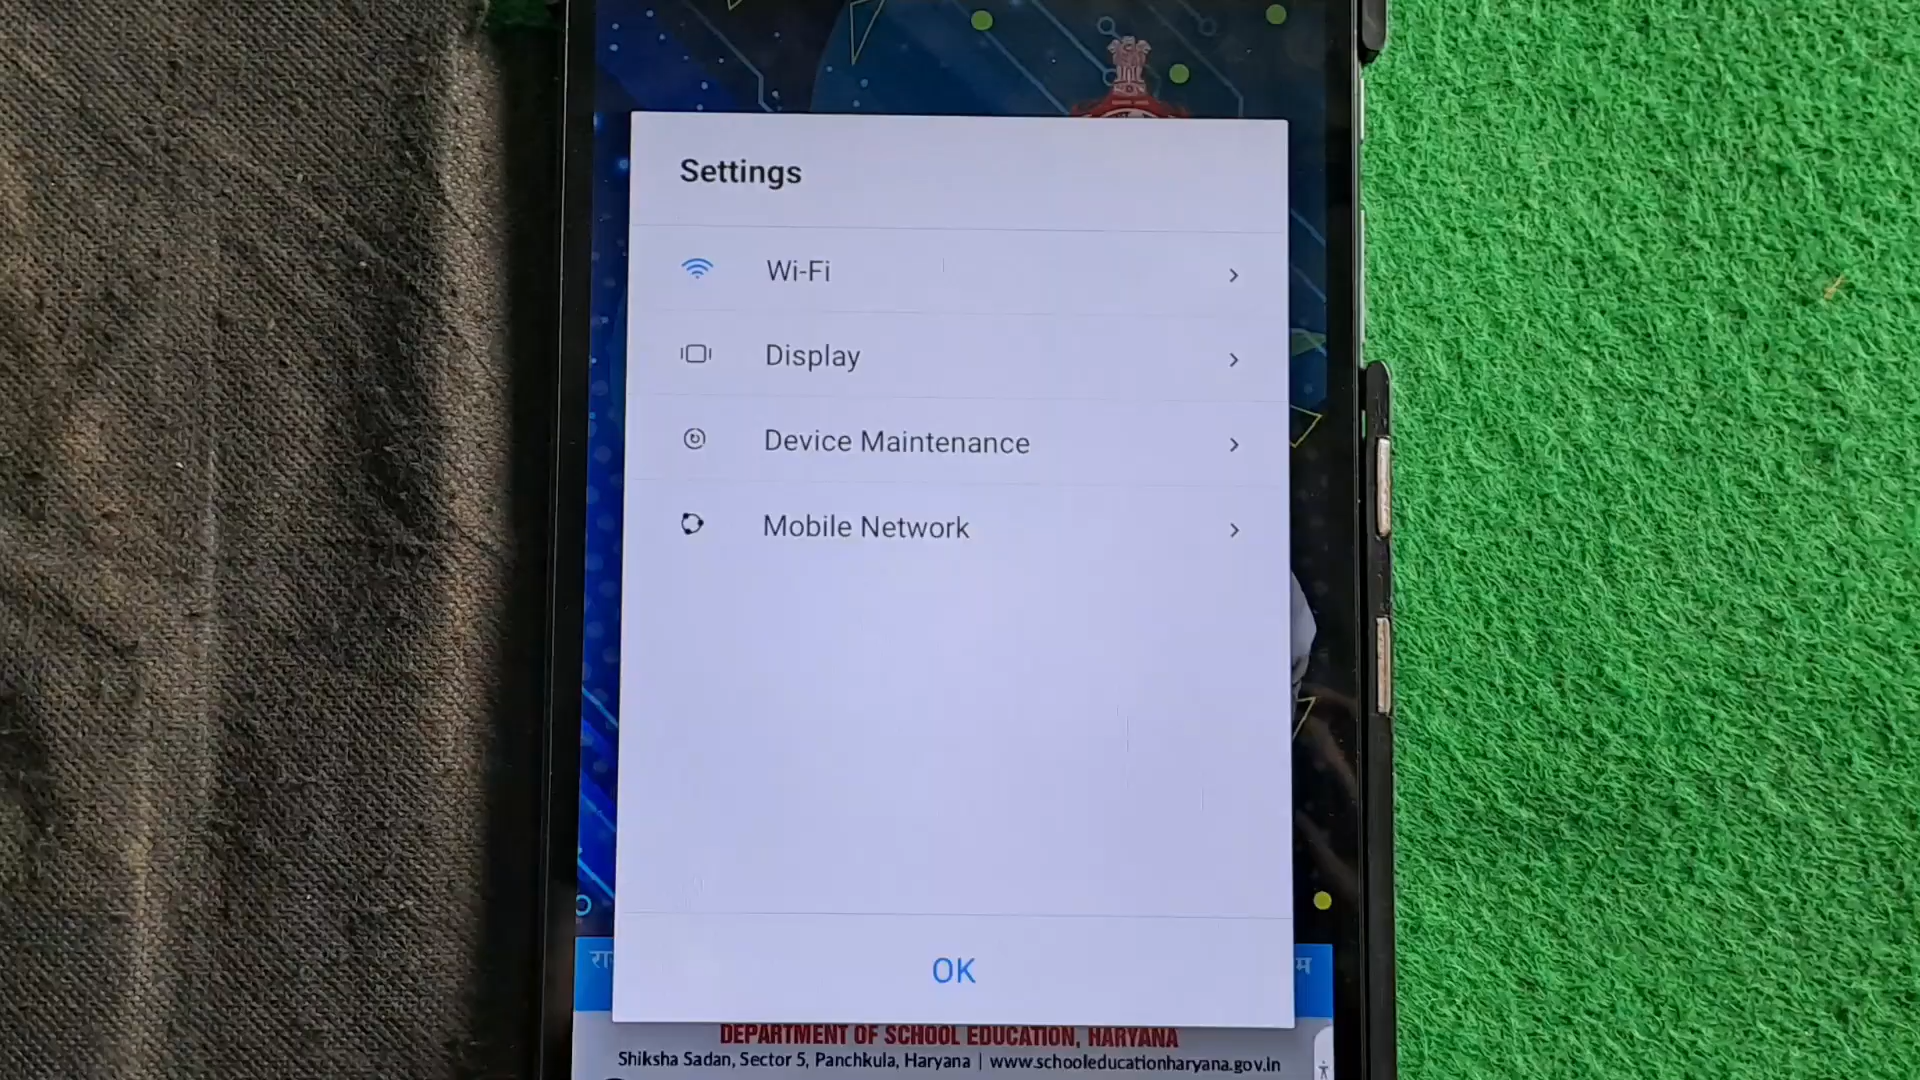 Settings
Wi-Fi
Display
Device Maintenance
Mobile Network
OK
DEPARTMENT OF SCHOOL EDUCATION, HARYANA
Shiksha Sadan, Sector 5, Panchkula, Haryana | www.schooleducationharyana.gov.in